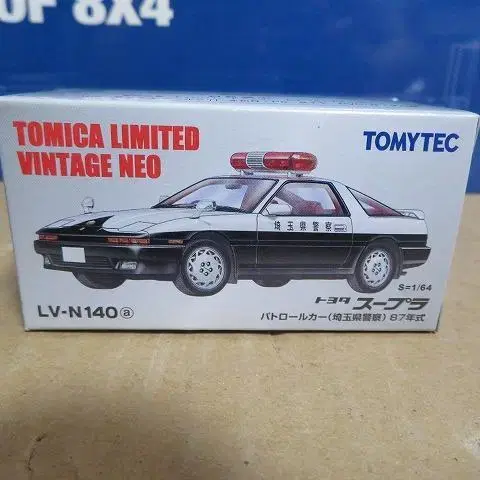 OF 8X4
TOMICA LIMITED
VINTAGE NEO
TOMYTEC
埼玉県警察
S=1/64
LV-N140ⓐ
トヨタ スープラ
パトロールカー(埼玉県警察) 87年式